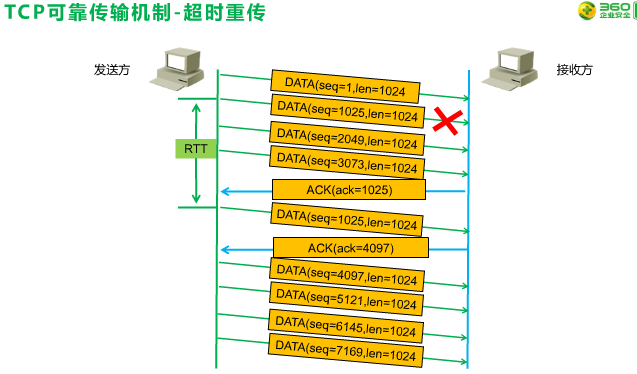 TCP可靠传输机制-超时重传
360
企业安全
发送方
接收方
DATA(seq=1,len=1024
DATA(seq=1025,len=1024
DATA(seq=2049,len=1024
RTT
DATA(seq=3073,len=1024
ACK(ack=1025)
DATA(seq=1025,len=1024
ACK(ack=4097)
DATA(seq=4097,len=1024
DATA(seq=5121,len=1024
DATA(seq=6145,len=1024
DATA(seq=7169,len=1024